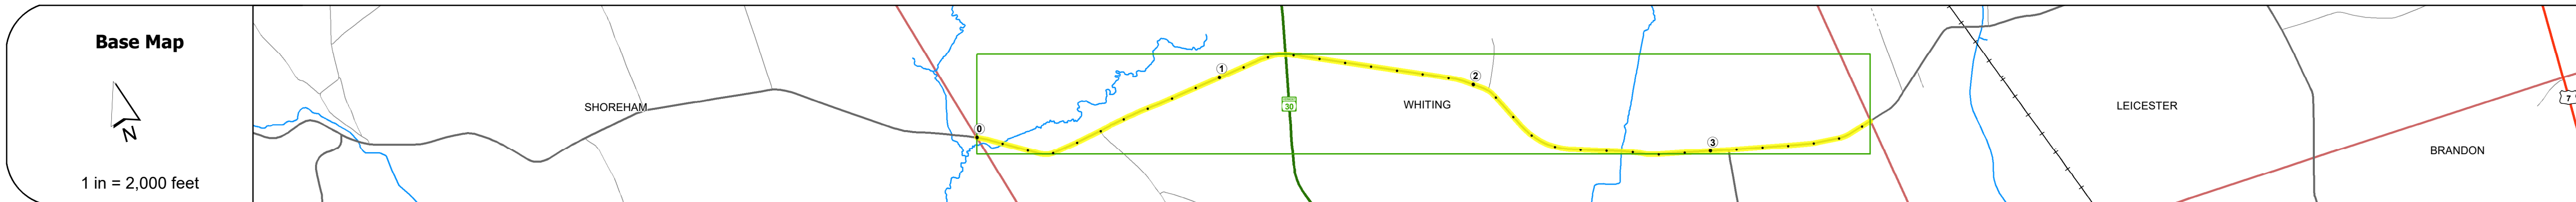 Base Map
N
1 in = 2,000 feet
SHOREHAM
0
1
30
WHITING
2
3
LEICESTER
BRANDON
7